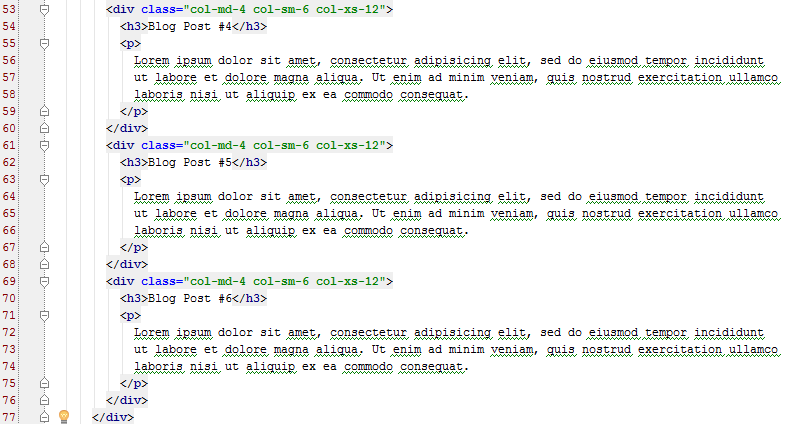 53 <div class="col-md-4 col-sm-6 col-xs-12">
54 <h3>Blog Post #4</h3>
55 <p>
56 Lorem ipsum dolor sit amet, consectetur adipisicing elit, sed do eiusmod tempor incididunt
57 ut labore et dolore magna aliqua. Ut enim ad minim veniam, quis nostrud exercitation ullamco
58 laboris nisi ut aliquip ex ea commodo consequat.
59 </p>
60 </div>
61 <div class="col-md-4 col-sm-6 col-xs-12">
62 <h3>Blog Post #5</h3>
63 <p>
64 Lorem ipsum dolor sit amet, consectetur adipisicing elit, sed do eiusmod tempor incididunt
65 ut labore et dolore magna aliqua. Ut enim ad minim veniam, quis nostrud exercitation ullamco
66 laboris nisi ut aliquip ex ea commodo consequat.
67 </p>
68 </div>
69 <div class="col-md-4 col-sm-6 col-xs-12">
70 <h3>Blog Post #6</h3>
71 <p>
72 Lorem ipsum dolor sit amet, consectetur adipisicing elit, sed do eiusmod tempor incididunt
73 ut labore et dolore magna aliqua. Ut enim ad minim veniam, quis nostrud exercitation ullamco
74 laboris nisi ut aliquip ex ea commodo consequat.
75 </p>
76 </div>
77 </div>